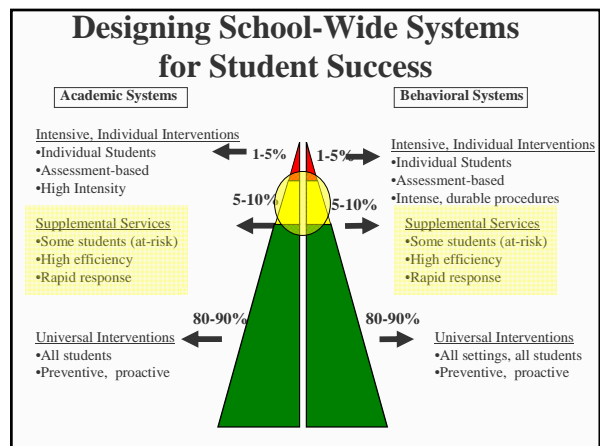 Designing School-Wide Systems
for Student Success
Academic Systems
Behavioral Systems
Intensive, Individual Interventions
•Individual Students
•Assessment-based
•High Intensity
1-5%
1-5%
Intensive, Individual Interventions
•Individual Students
•Assessment-based
•Intense, durable procedures
5-10%
5-10%
Supplemental Services
•Some students (at-risk)
•High efficiency
•Rapid response
Supplemental Services
•Some students (at-risk)
•High efficiency
•Rapid response
80-90%
80-90%
Universal Interventions
•All students
•Preventive, proactive
Universal Interventions
•All settings, all students
•Preventive, proactive